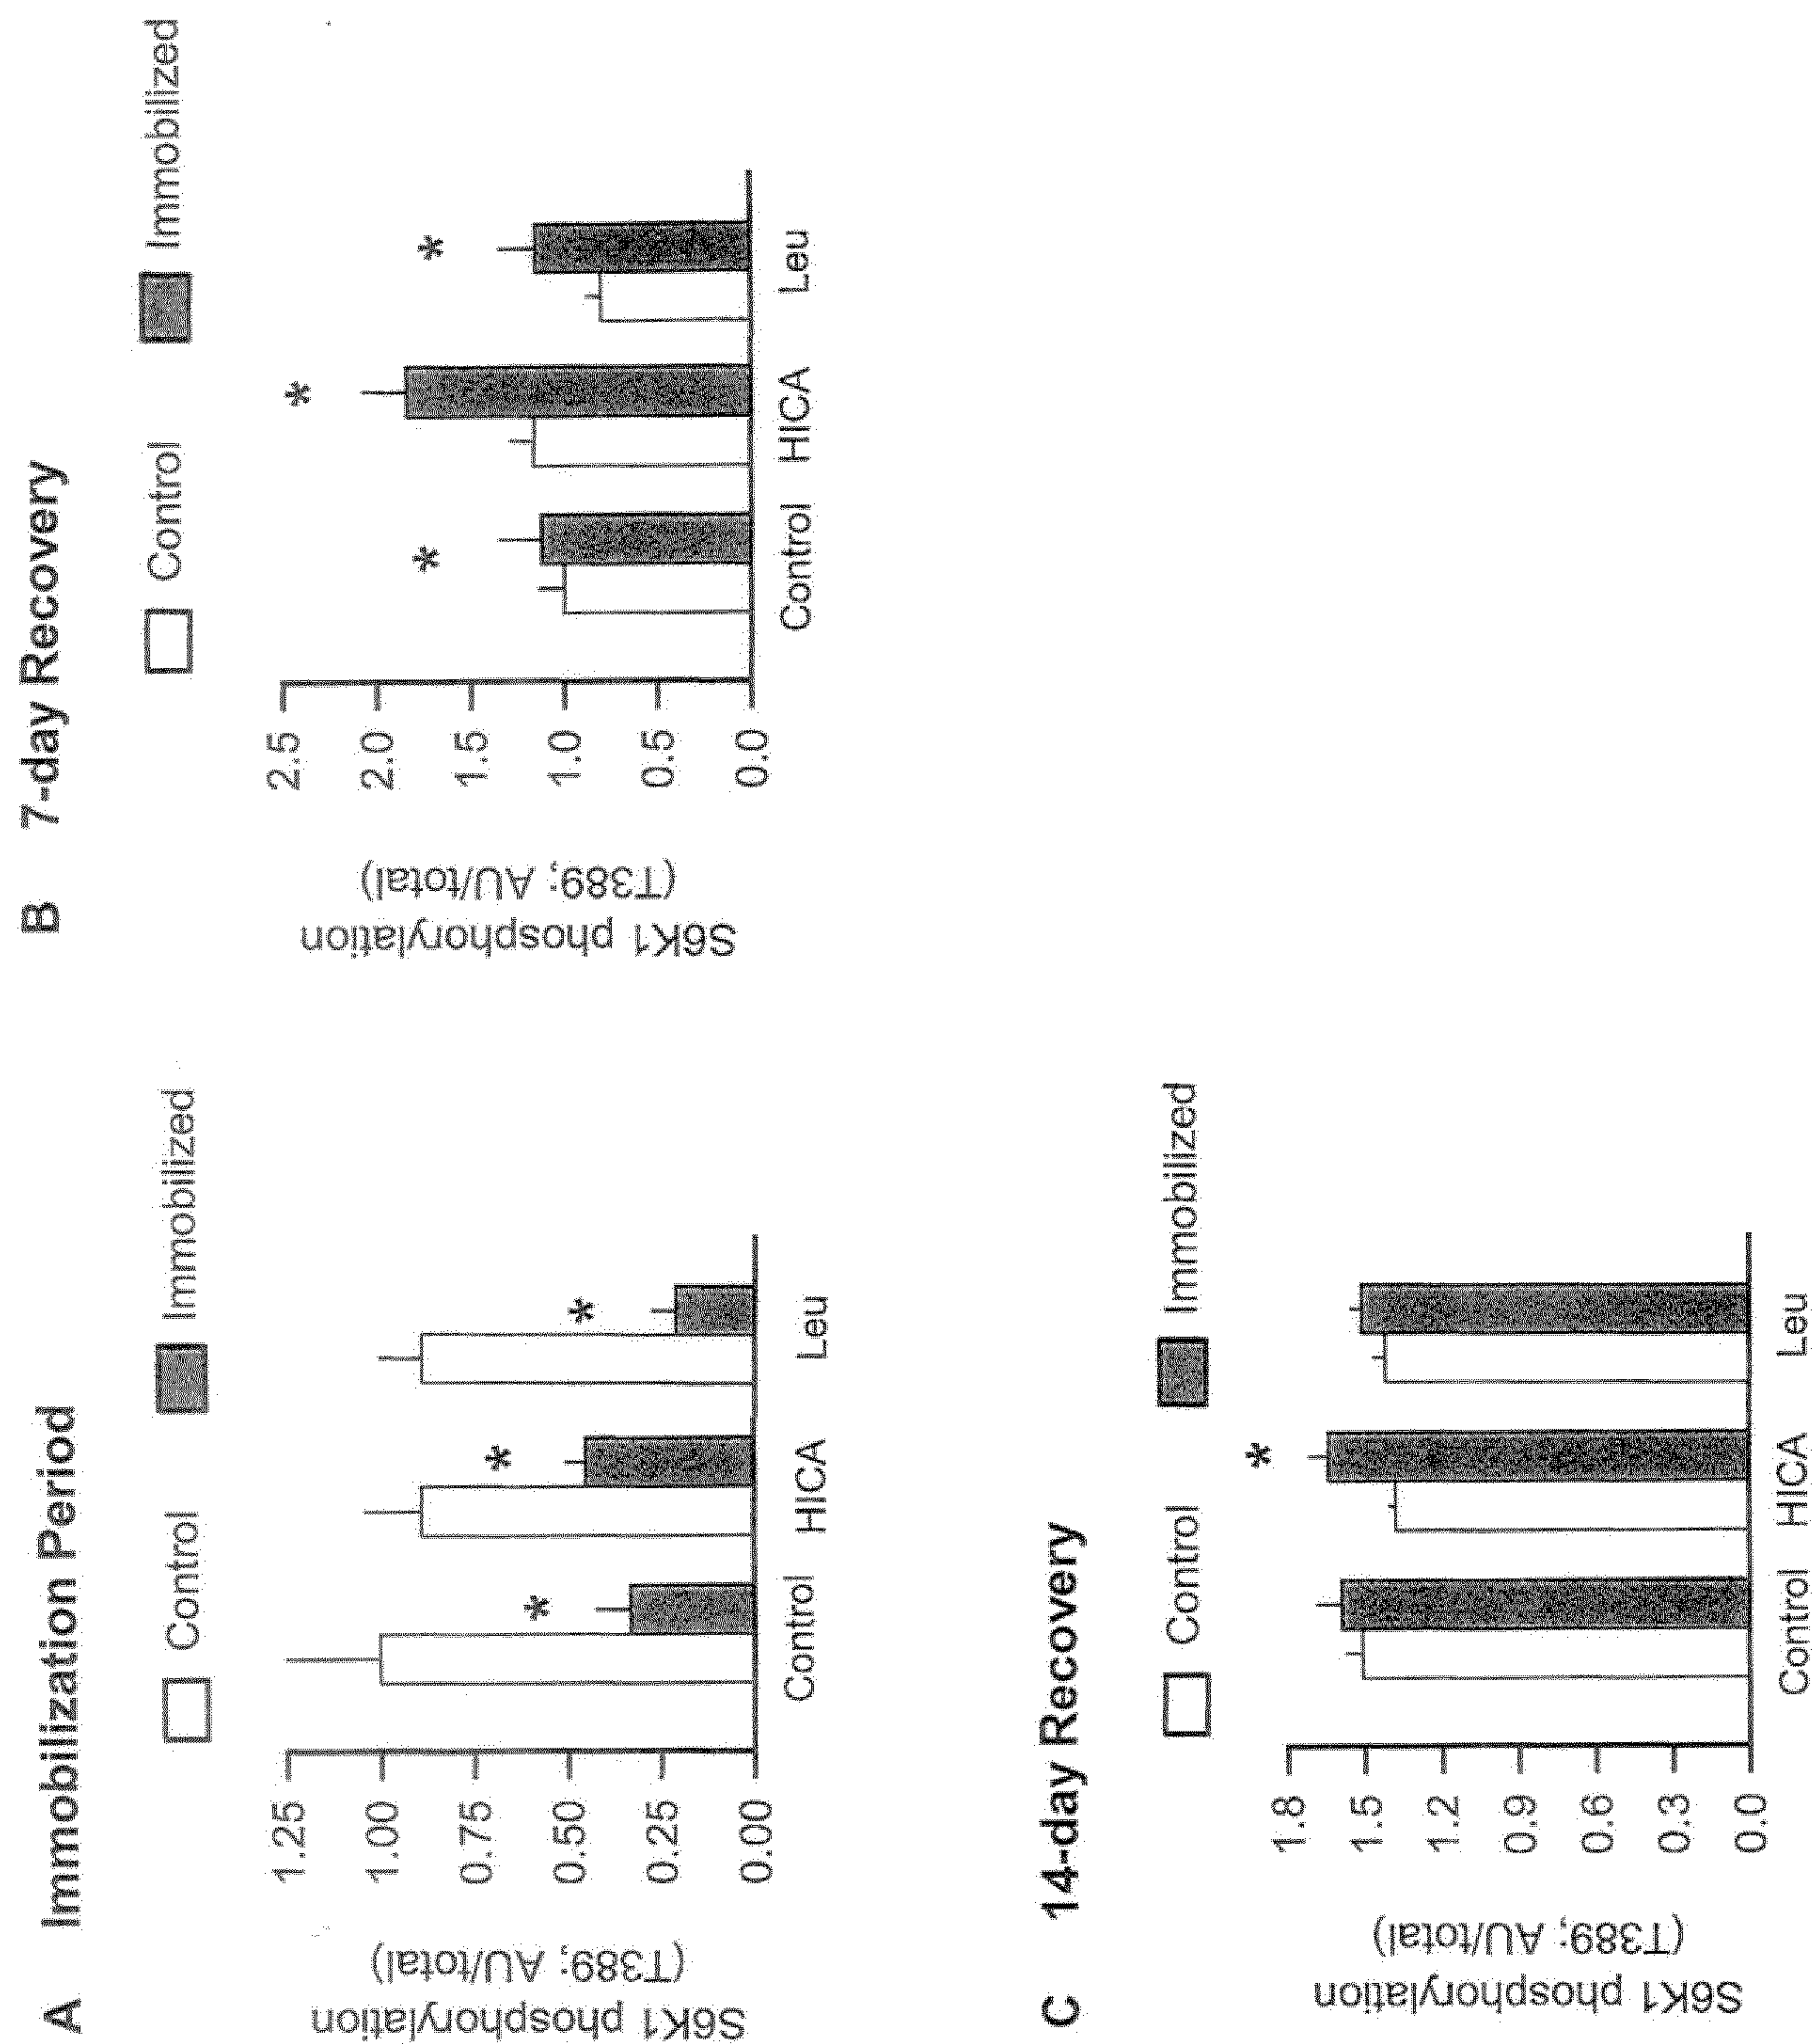 A Immobilization Period
Control Immobilized
S6K1 phosphorylation
(T389; AU/total)
1.25
1.00
0.75
0.50
0.25
0.00
Control HICA Leu
B 7-day Recovery
Control Immobilized
S6K1 phosphorylation
(T389; AU/total)
2.5
2.0
1.5
1.0
0.5
0.0
Control HICA Leu
* * *
* * *
C 14-day Recovery
Control Immobilized
S6K1 phosphorylation
(T389; AU/total)
1.8
1.5
1.2
0.9
0.6
0.3
0.0
*
Control HICA Leu